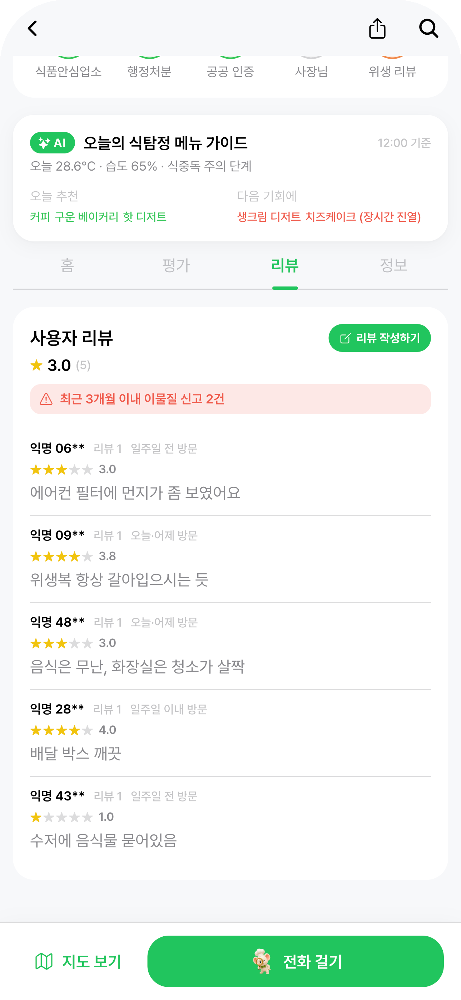 식품안심업소 행정처분 공공 인증 사장님 위생 리뷰
AI 오늘의 식탐정 메뉴 가이드 12:00 기준
오늘 28.6°C · 습도 65% · 식중독 주의 단계
오늘 추천 다음 기회에
커피 구운 베이커리 핫 디저트 생크림 디저트 치즈케이크 (장시간 진열)
홈 평가 리뷰 정보
사용자 리뷰 리뷰 작성하기
3.0 (5)
최근 3개월 이내 이물질 신고 2건
익명 06** 리뷰 1 일주일 전 방문
3.0
에어컨 필터에 먼지가 좀 보였어요
익명 09** 리뷰 1 오늘·어제 방문
3.8
위생복 항상 갈아입으시는 듯
익명 48** 리뷰 1 오늘·어제 방문
3.0
음식은 무난, 화장실은 청소가 살짝
익명 28** 리뷰 1 일주일 이내 방문
4.0
배달 박스 깨끗
익명 43** 리뷰 1 일주일 전 방문
1.0
수저에 음식물 묻어있음
지도 보기 전화 걸기